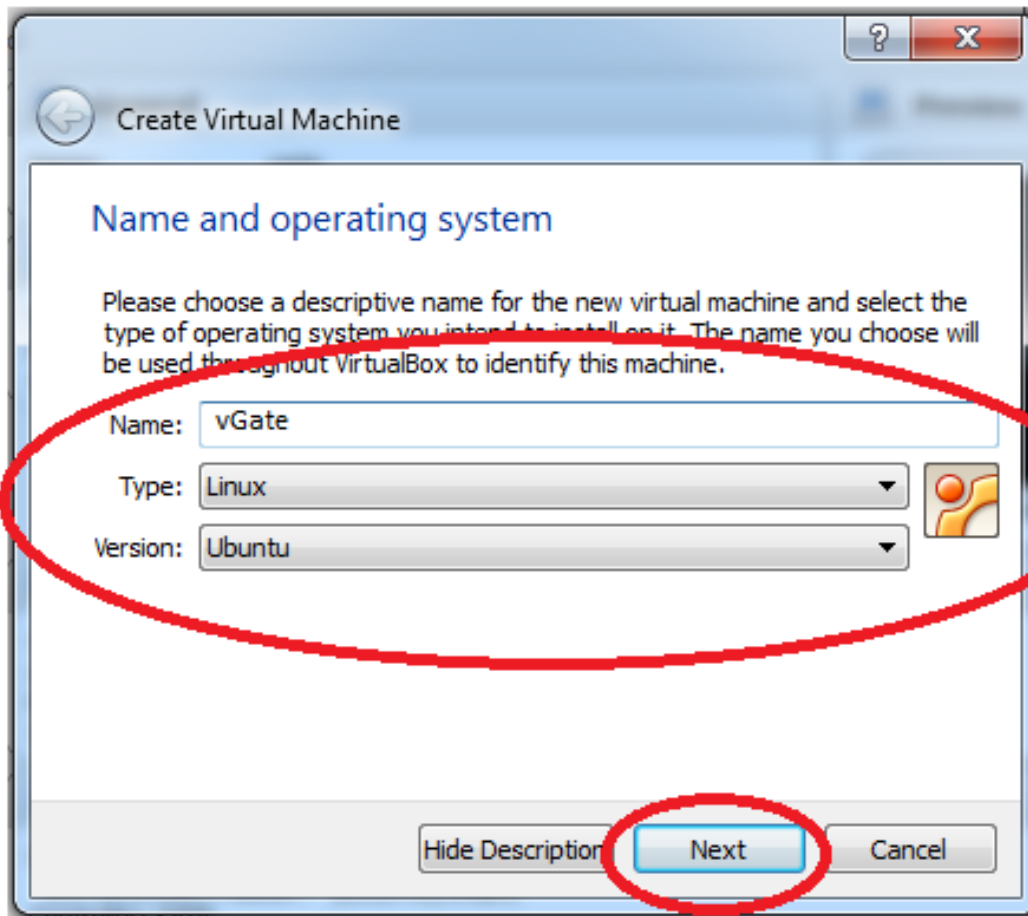 ?
X
Create Virtual Machine
Name and operating system
Please choose a descriptive name for the new virtual machine and select the
type of operating system you intend to install on it. The name you choose will
be used throughout VirtualBox to identify this machine.
Name: vGate
Type: Linux
Version: Ubuntu
Hide Description Next Cancel